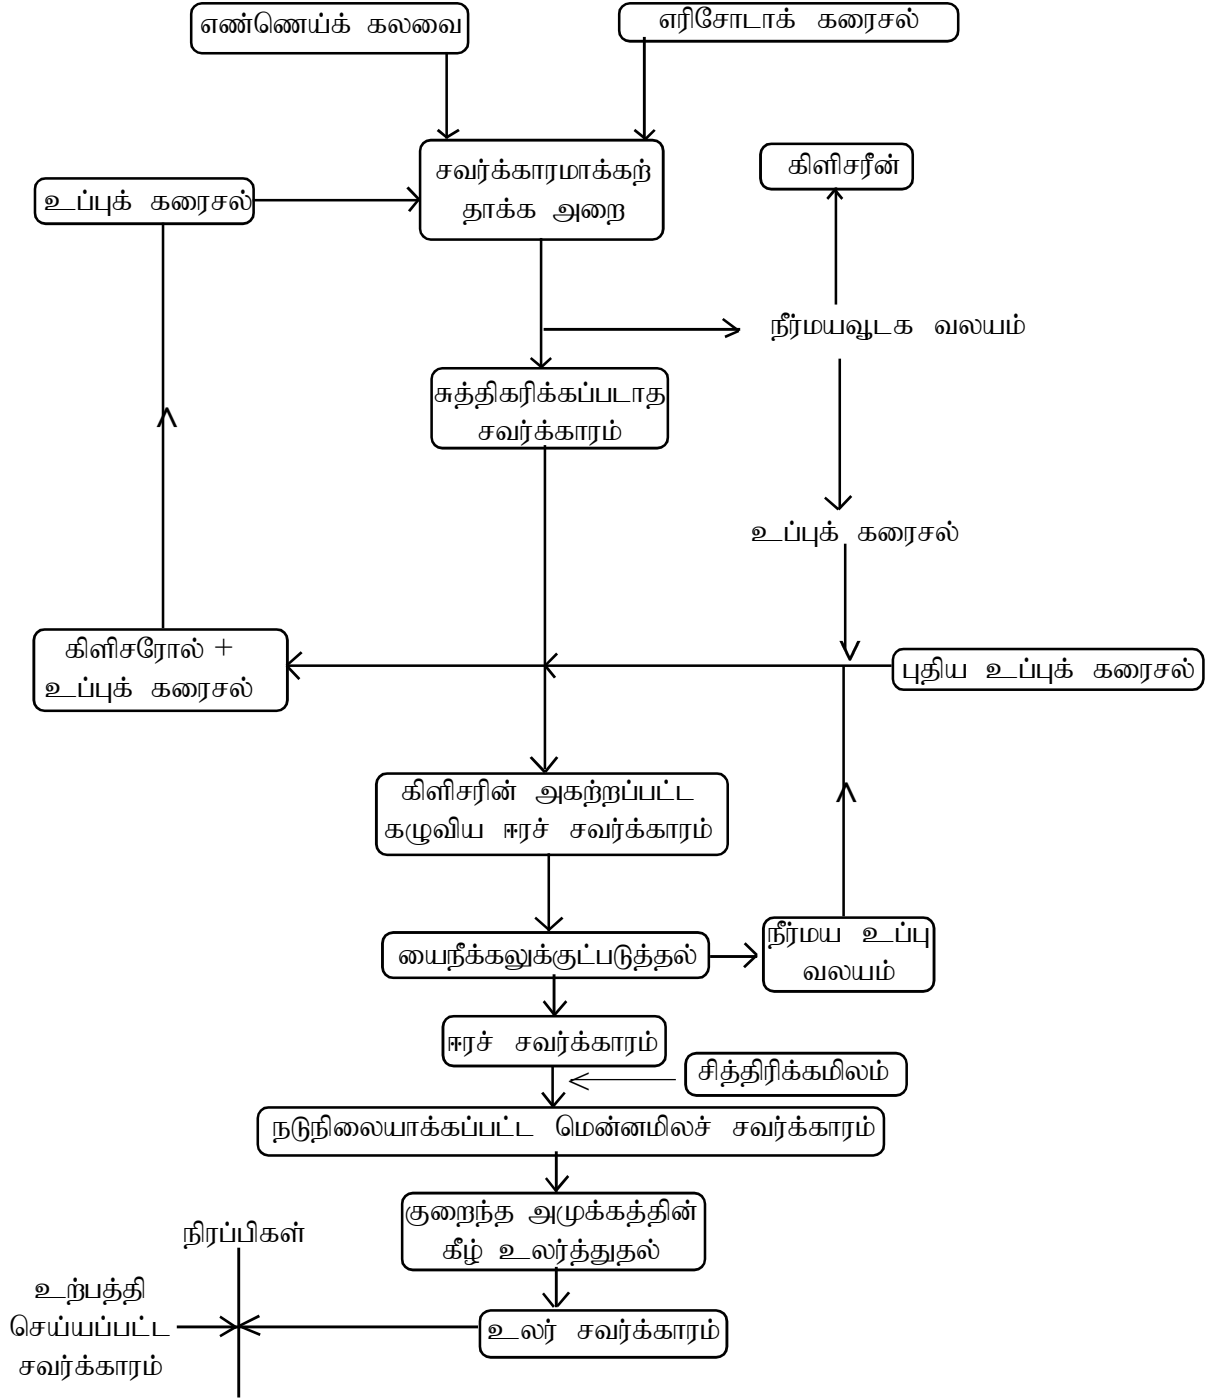 எண்ணெய்க் கலவை
எரிசோடாக் கரைசல்
சவர்க்காரமாக்கற்
தாக்க அறை
கிளிசரீன்
உப்புக் கரைசல்
நீர்மயவூடக வலயம்
சுத்திகரிக்கப்படாத
சவர்க்காரம்
உப்புக் கரைசல்
கிளிசரோல் +
உப்புக் கரைசல்
புதிய உப்புக் கரைசல்
கிளிசரின் அகற்றப்பட்ட
கழுவிய ஈரச் சவர்க்காரம்
யைநீக்கலுக்குட்படுத்தல்
நீர்மய உப்பு
வலயம்
ஈரச் சவர்க்காரம்
சித்திரிக்கமிலம்
நடுநிலையாக்கப்பட்ட மென்னமிலச் சவர்க்காரம்
குறைந்த அமுக்கத்தின்
கீழ் உலர்த்துதல்
நிரப்பிகள்
உற்பத்தி
செய்யப்பட்ட
சவர்க்காரம்
உலர் சவர்க்காரம்